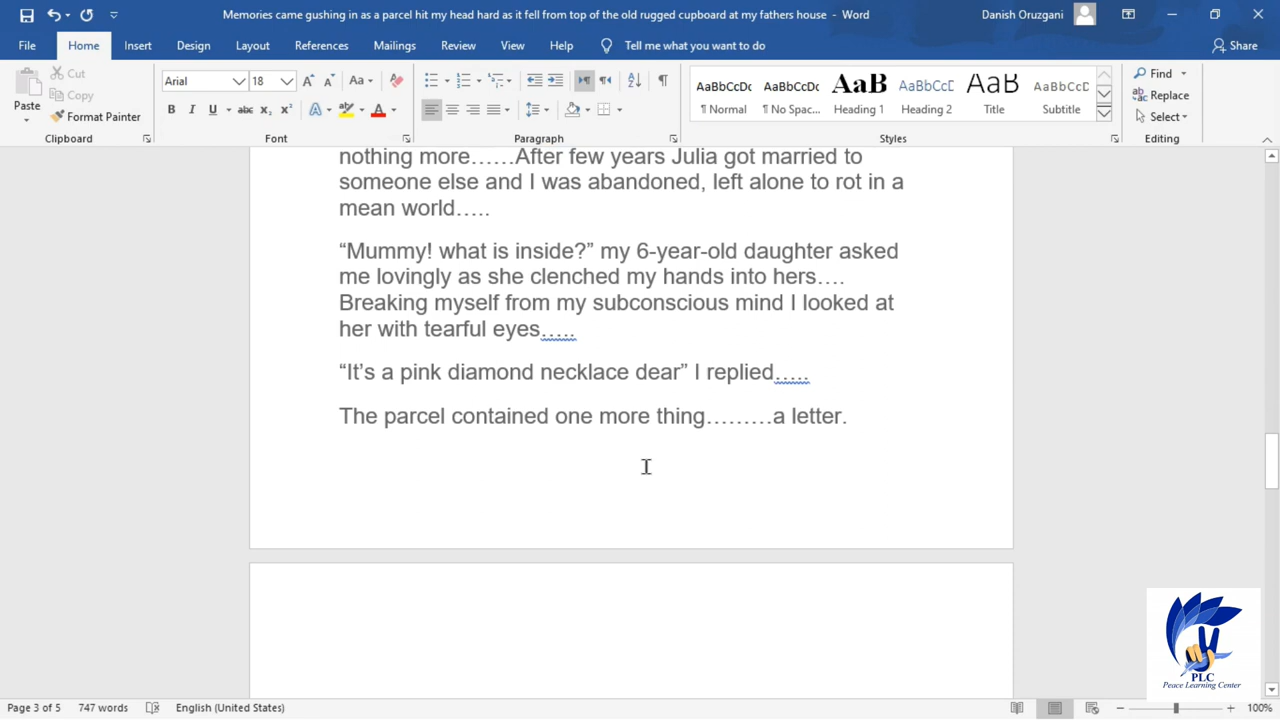 Memories came gushing in as a parcel hit my head hard as it fell from top of the old rugged cupboard at my fathers house - Word
Danish Oruzgani
File Home Insert Design Layout References Mailings Review View Help Tell me what you want to do Share
Paste
Cut
Copy
Format Painter
Clipboard
Arial 18
Font
Paragraph
AaBbCcDc AaBbCcDc AaB AaBbCcD AaB AaBbCcD
¶ Normal ¶ No Spac... Heading 1 Heading 2 Title Subtitle
Styles
Find
Replace
Select
Editing
nothing more……After few years Julia got married to
someone else and I was abandoned, left alone to rot in a
mean world…..
“Mummy! what is inside?” my 6-year-old daughter asked
me lovingly as she clenched my hands into hers….
Breaking myself from my subconscious mind I looked at
her with tearful eyes…..
“It’s a pink diamond necklace dear” I replied…..
The parcel contained one more thing………a letter.
PLC
Peace Learning Center
Page 3 of 5 747 words English (United States) 100%